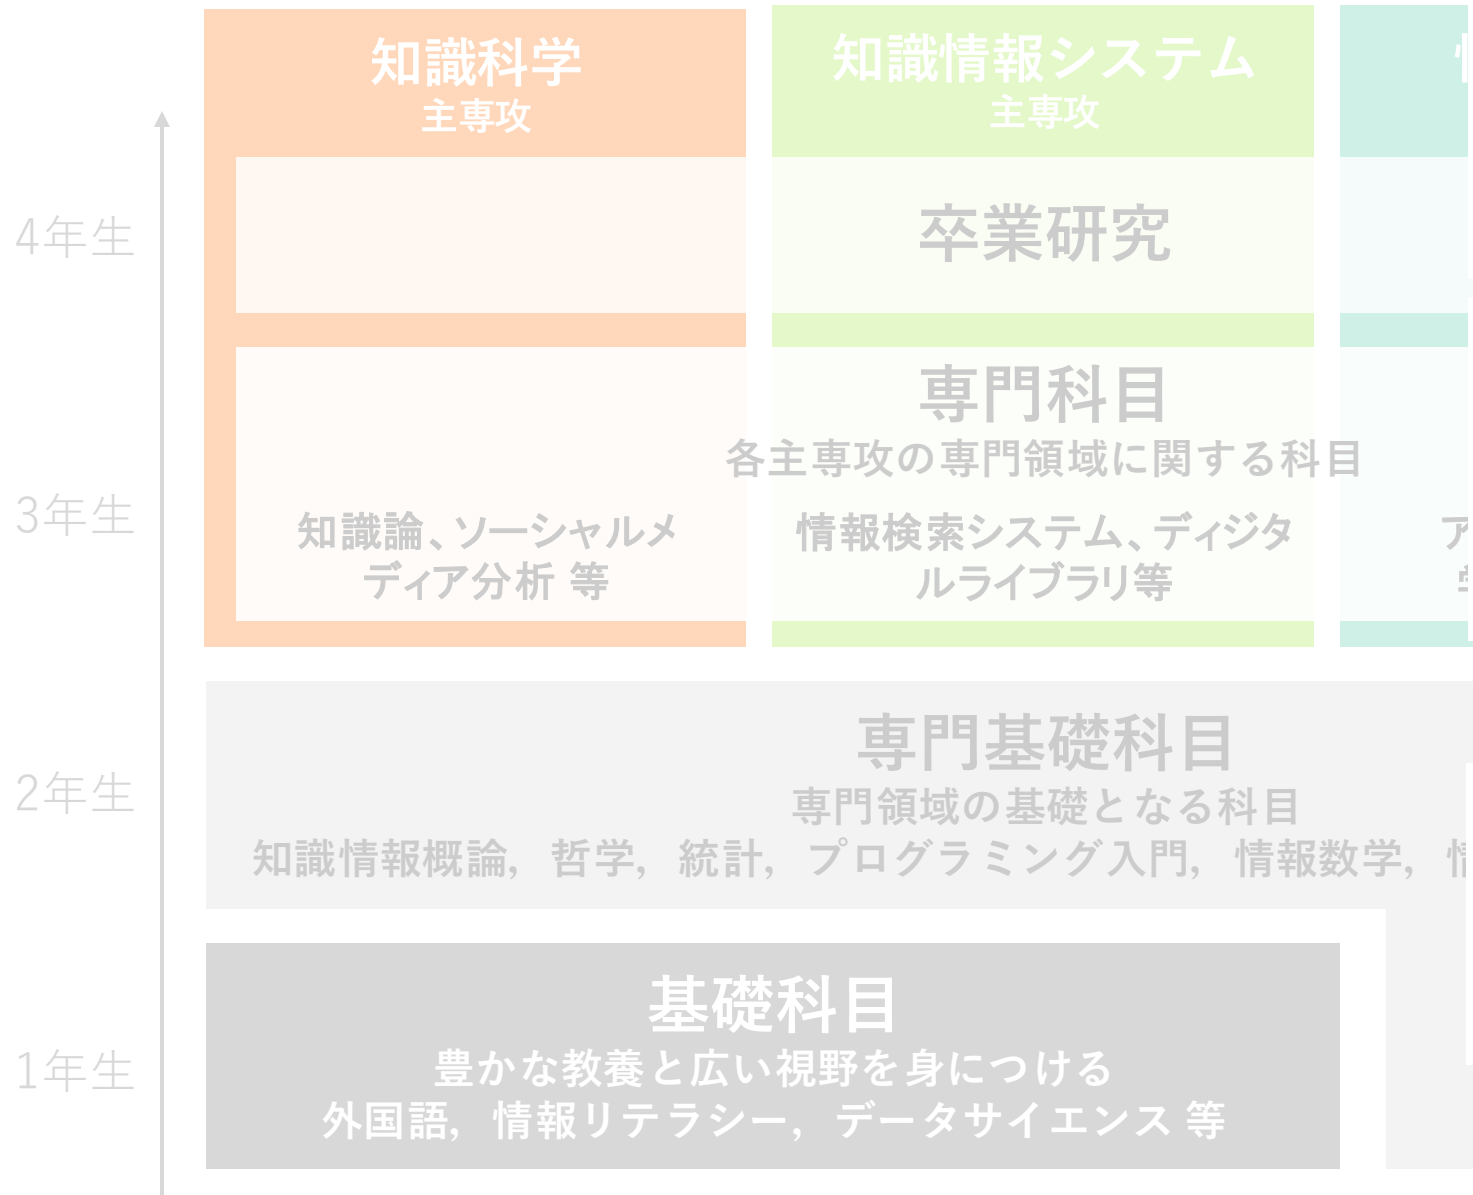 知識科学
主専攻
知識情報システム
主専攻
4年生
卒業研究
専門科目
各主専攻の専門領域に関する科目
3年生
知識論、ソーシャルメ
ディア分析 等
情報検索システム、ディジタ
ルライブラリ等
ア
専門基礎科目
2年生
専門領域の基礎となる科目
知識情報概論，哲学，統計，プログラミング入門，情報数学，
基礎科目
1年生
豊かな教養と広い視野を身につける
外国語，情報リテラシー，データサイエンス 等